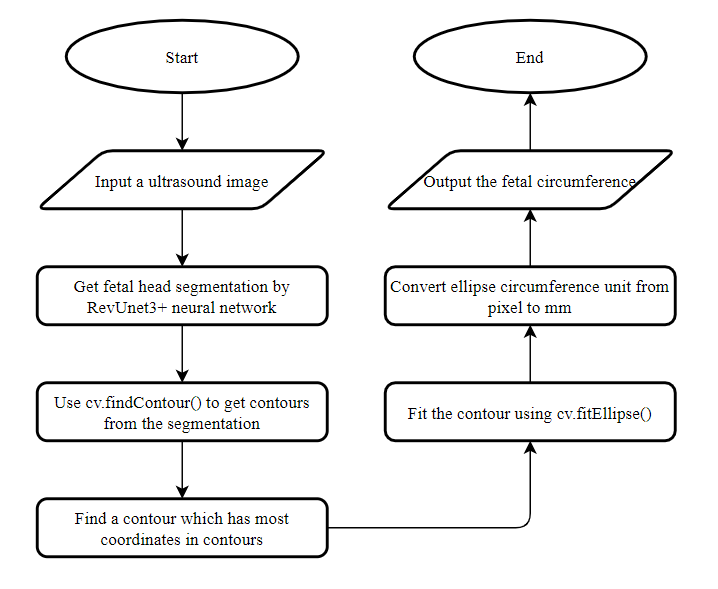 Start
Input a ultrasound image
Get fetal head segmentation by
RevUnet3+ neural network
Use cv.findContour() to get contours
from the segmentation
Find a contour which has most
coordinates in contours
Fit the contour using cv.fitEllipse()
Convert ellipse circumference unit from
pixel to mm
Output the fetal circumference
End